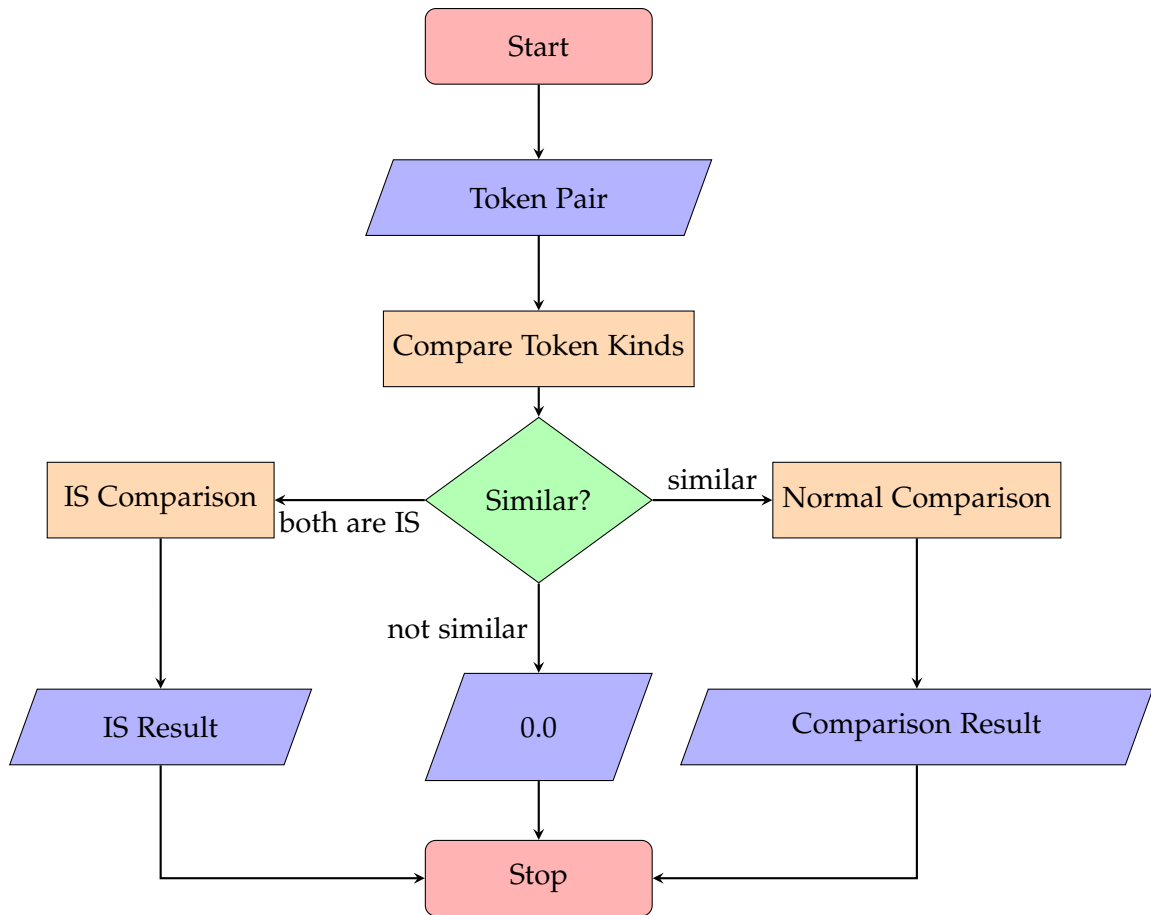 Start
Token Pair
Compare Token Kinds
IS Comparison
both are IS
Similar?
similar
Normal Comparison
not similar
IS Result
0.0
Comparison Result
Stop